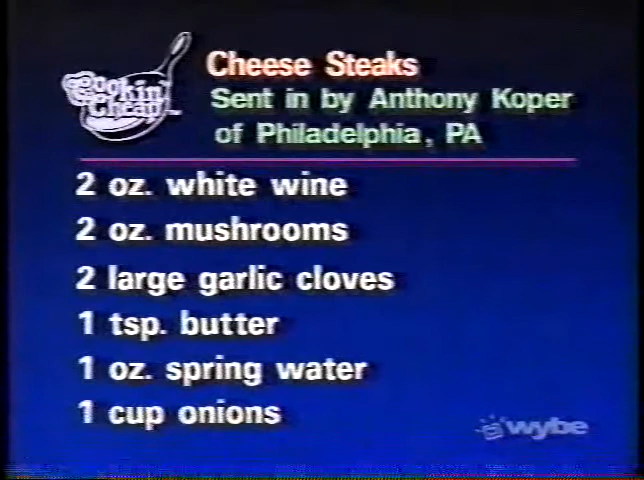 Cookin' Cheap
Cheese Steaks
Sent in by Anthony Koper
of Philadelphia, PA
2 oz. white wine
2 oz. mushrooms
2 large garlic cloves
1 tsp. butter
1 oz. spring water
1 cup onions
wybe